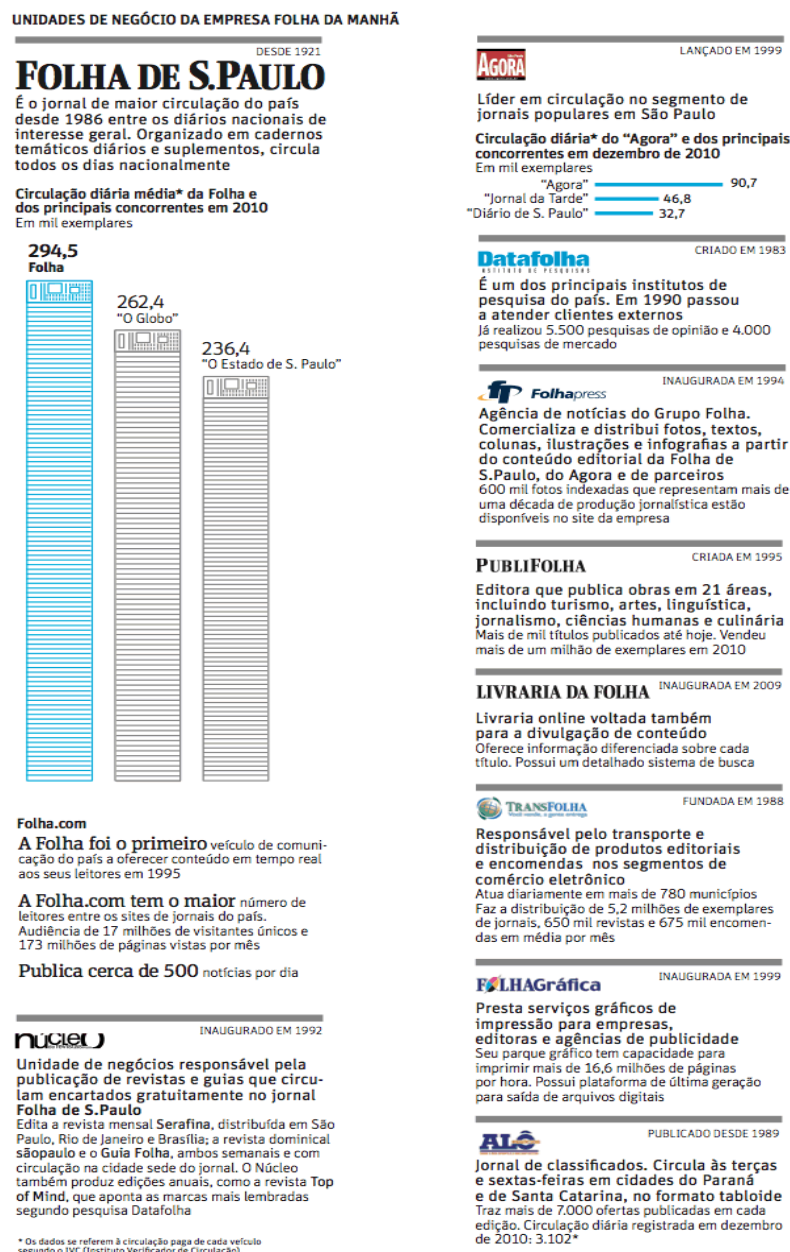 UNIDADES DE NEGÓCIO DA EMPRESA FOLHA DA MANHÃ
DESDE 1921
FOLHA DE S.PAULO
É o jornal de maior circulação do país
desde 1986 entre os diários nacionais de
interesse geral. Organizado em cadernos
temáticos diários e suplementos, circula
todos os dias nacionalmente
Circulação diária média* da Folha e
dos principais concorrentes em 2010
Em mil exemplares
294,5
Folha
262,4
“O Globo”
236,4
“O Estado de S. Paulo”
Folha.com
A Folha foi o primeiro veículo de comuni-
cação do país a oferecer conteúdo em tempo real
aos seus leitores em 1995
A Folha.com tem o maior número de
leitores entre os sites de jornais do país.
Audiência de 17 milhões de visitantes únicos e
173 milhões de páginas vistas por mês
Publica cerca de 500 notícias por dia
INAUGURADO EM 1992
núcleo
Unidade de negócios responsável pela
publicação de revistas e guias que circu-
lam encartados gratuitamente no jornal
Folha de S.Paulo
Edita a revista mensal Serafina, distribuída em São
Paulo, Rio de Janeiro e Brasília; a revista dominical
sãopaulo e o Guia Folha, ambos semanais e com
circulação na cidade sede do jornal. O Núcleo
também produz edições anuais, como a revista Top
of Mind, que aponta as marcas mais lembradas
segundo pesquisa Datafolha
* Os dados se referem à circulação paga de cada veículo
segundo o IVC (Instituto Verificador de Circulação)
LANÇADO EM 1999
AGORA
Líder em circulação no segmento de
jornais populares em São Paulo
Circulação diária* do “Agora” e dos principais
concorrentes em dezembro de 2010
Em mil exemplares
“Agora” 90,7
“Jornal da Tarde” 46,8
“Diário de S. Paulo” 32,7
CRIADO EM 1983
Datafolha
INSTITUTO DE PESQUISAS
É um dos principais institutos de
pesquisa do país. Em 1990 passou
a atender clientes externos
Já realizou 5.500 pesquisas de opinião e 4.000
pesquisas de mercado
INAUGURADA EM 1994
Folhapress
Agência de notícias do Grupo Folha.
Comercializa e distribui fotos, textos,
colunas, ilustrações e infografias a partir
do conteúdo editorial da Folha de
S.Paulo, do Agora e de parceiros
600 mil fotos indexadas que representam mais de
uma década de produção jornalística estão
disponíveis no site da empresa
CRIADA EM 1995
PUBLIFOLHA
Editora que publica obras em 21 áreas,
incluindo turismo, artes, linguística,
jornalismo, ciências humanas e culinária
Mais de mil títulos publicados até hoje. Vendeu
mais de um milhão de exemplares em 2010
LIVRARIA DA FOLHA INAUGURADA EM 2009
Livraria online voltada também
para a divulgação de conteúdo
Oferece informação diferenciada sobre cada
título. Possui um detalhado sistema de busca
FUNDADA EM 1988
TRANSFOLHA
Você vende, a gente entrega
Responsável pelo transporte e
distribuição de produtos editoriais
e encomendas nos segmentos de
comércio eletrônico
Atua diariamente em mais de 780 municípios
Faz a distribuição de 5,2 milhões de exemplares
de jornais, 650 mil revistas e 675 mil encomen-
das em média por mês
INAUGURADA EM 1999
FOLHAGráfica
Presta serviços gráficos de
impressão para empresas,
editoras e agências de publicidade
Seu parque gráfico tem capacidade para
imprimir mais de 16,6 milhões de páginas
por hora. Possui plataforma de última geração
para saída de arquivos digitais
PUBLICADO DESDE 1989
ALÔ
Jornal de classificados. Circula às terças
e sextas-feiras em cidades do Paraná
e de Santa Catarina, no formato tabloide
Traz mais de 7.000 ofertas publicadas em cada
edição. Circulação diária registrada em dezembro
de 2010: 3.102*